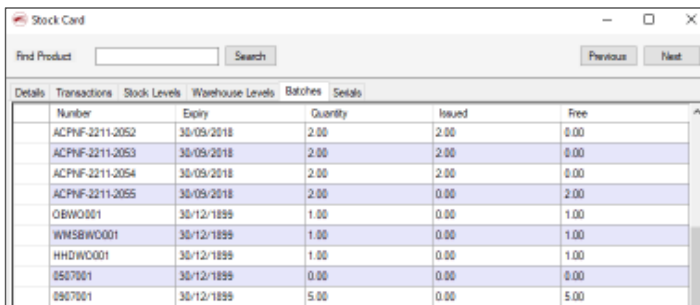 Stock Card
Find Product Search Previous Next
Details Transactions Stock Levels Warehouse Levels Batches Serials
Number Expiry Quantity Issued Free
ACPNF-2211-2052 30/09/2018 2.00 2.00 0.00
ACPNF-2211-2053 30/09/2018 2.00 2.00 0.00
ACPNF-2211-2054 30/09/2018 2.00 2.00 0.00
ACPNF-2211-2055 30/09/2018 2.00 0.00 2.00
OBWO001 30/12/1899 1.00 0.00 1.00
WMSBWO001 30/12/1899 1.00 0.00 1.00
HHDWO001 30/12/1899 1.00 0.00 1.00
0507001 30/12/1899 0.00 0.00 0.00
0907001 30/12/1899 5.00 0.00 5.00